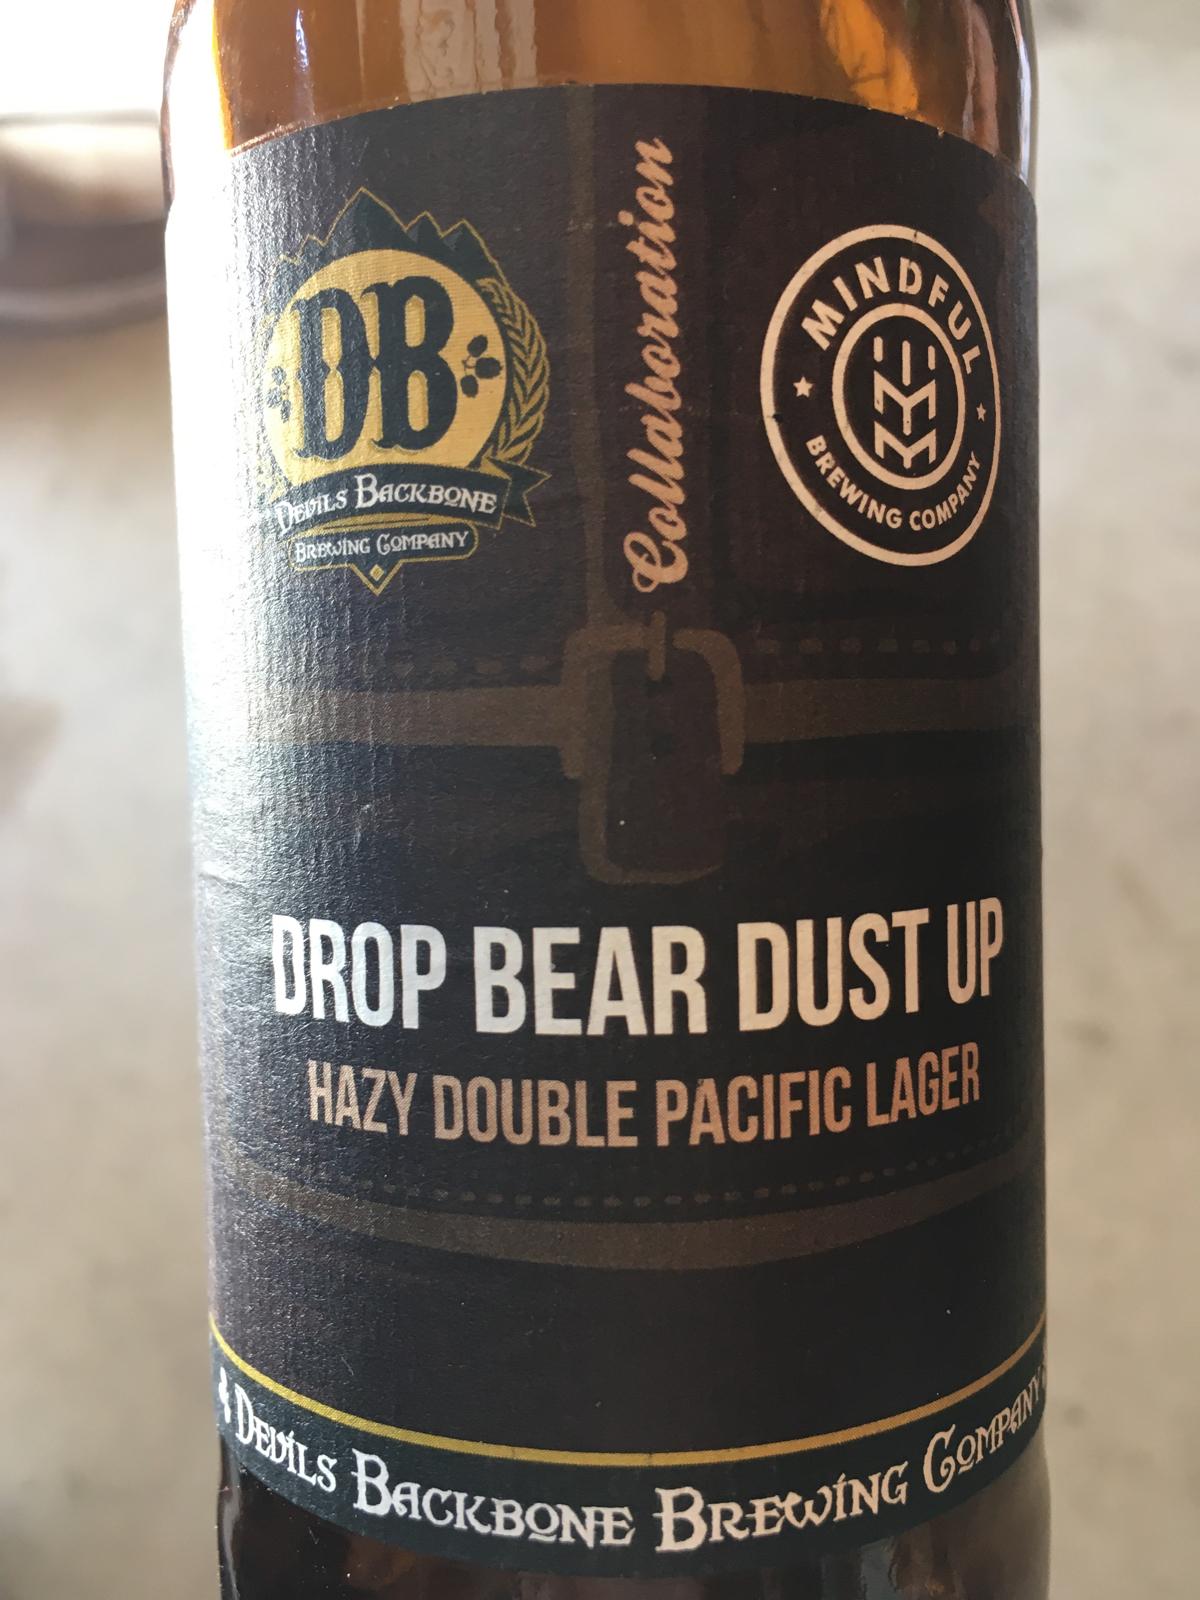 DB
DEVILS BACKBONE
BREWING COMPANY
Collaboration
MINDFUL
BREWING COMPANY
DROP BEAR DUST UP
HAZY DOUBLE PACIFIC LAGER
DEVILS BACKBONE BREWING COMPANY